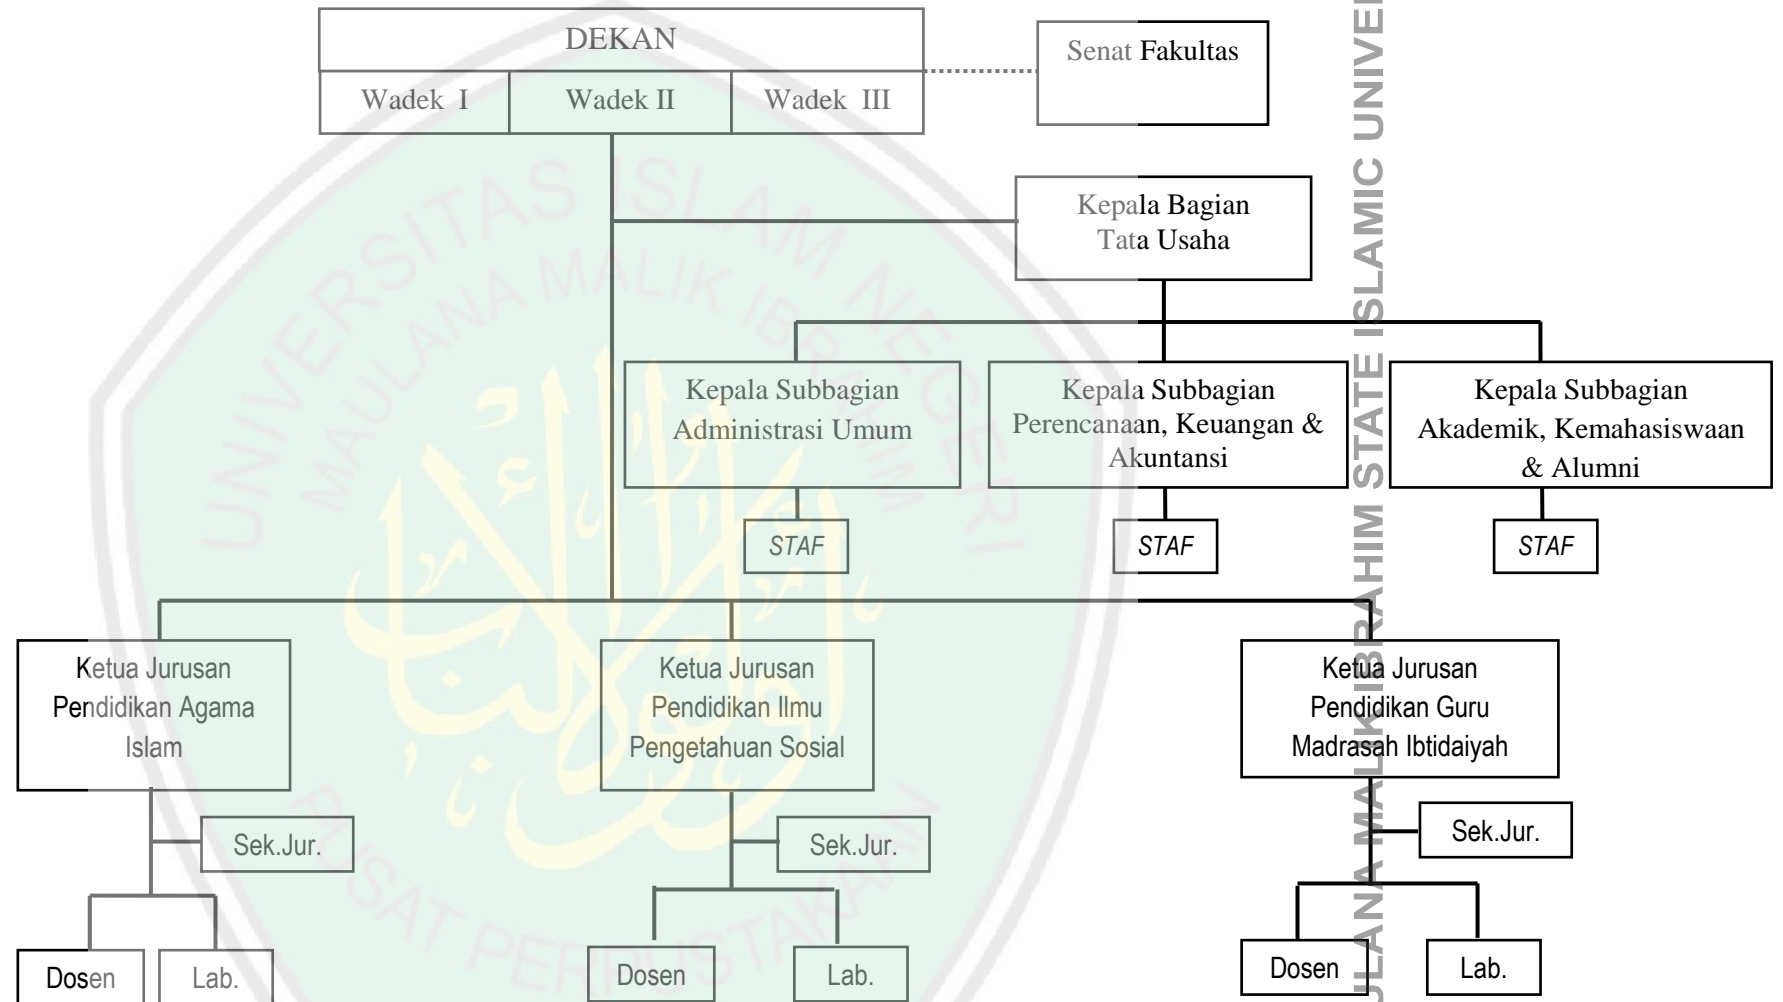 DEKAN
Senat Fakultas
Wadek I
Wadek II
Wadek III
Kepala Bagian
Tata Usaha
Kepala Subbagian
Administrasi Umum
Kepala Subbagian
Perencanaan, Keuangan &
Akuntansi
Kepala Subbagian
Akademik, Kemahasiswaan
& Alumni
STAF
STAF
STAF
Ketua Jurusan
Pendidikan Agama
Islam
Ketua Jurusan
Pendidikan Ilmu
Pengetahuan Sosial
Ketua Jurusan
Pendidikan Guru
Madrasah Ibtidaiyah
Sek.Jur.
Sek.Jur.
Sek.Jur.
Dosen
Lab.
Dosen
Lab.
Dosen
Lab.
UNIVERSITAS ISLAM NEGERI
MAULANA MALIK IBRAHIM
PUSAT PERPUSTAKAAN
MALIK IBRAHIM STATE ISLAMIC